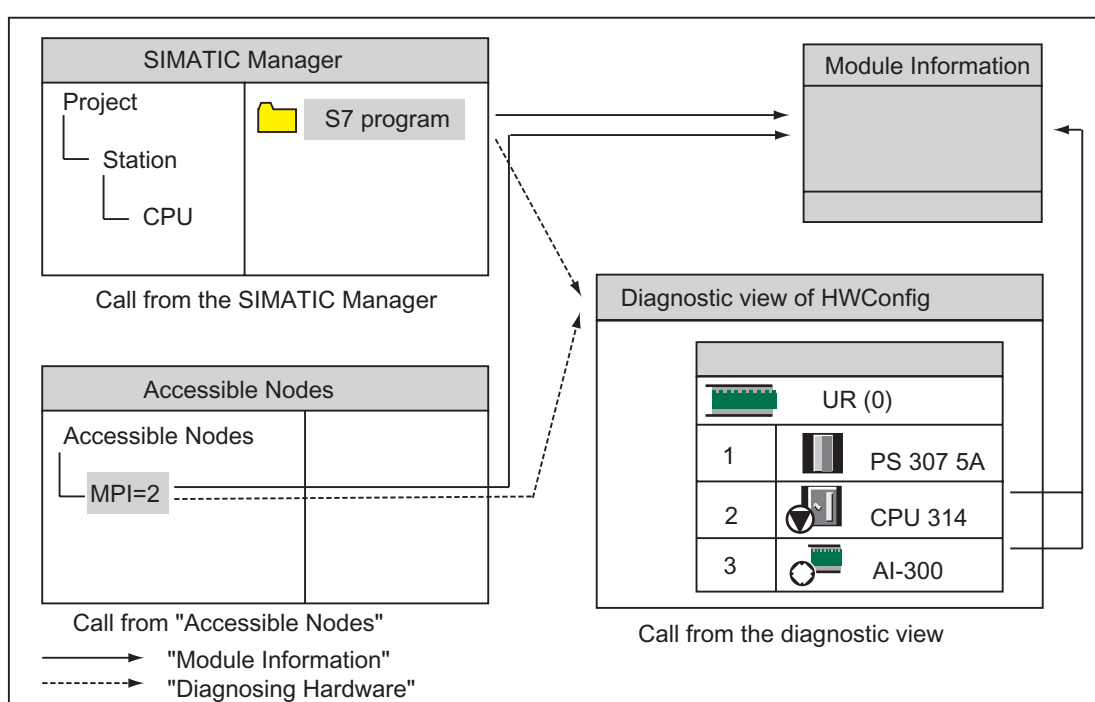 SIMATIC Manager
Project
Station
CPU
S7 program
Call from the SIMATIC Manager
Module Information
Accessible Nodes
Accessible Nodes
MPI=2
Call from "Accessible Nodes"
Diagnostic view of HWConfig
UR (0)
1 PS 307 5A
2 CPU 314
3 AI-300
Call from the diagnostic view
"Module Information"
"Diagnosing Hardware"